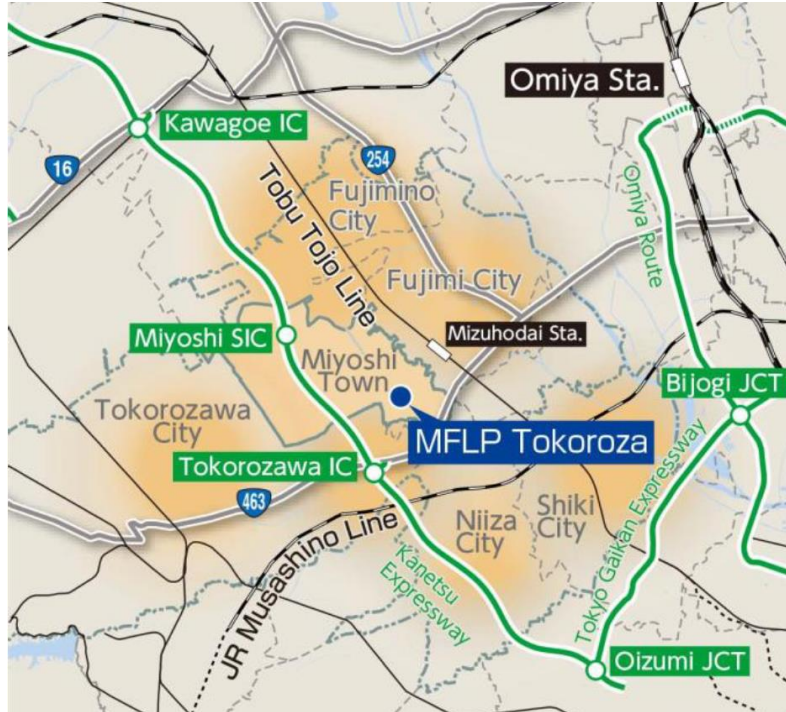 Omiya Sta.
Kawagoe IC
16
254
Fujimino
City
Tobu Tojo Line
Omiya Route
Fujimi City
Miyoshi SIC
Mizuhodai Sta.
Miyoshi
Town
Bijogi JCT
Tokorozawa
City
MFLP Tokoroza
Tokorozawa IC
463
Shiki
City
Niiza
City
JR Musashino Line
Kanetsu
Expressway
Tokyo Gaikan Expressway
Oizumi JCT